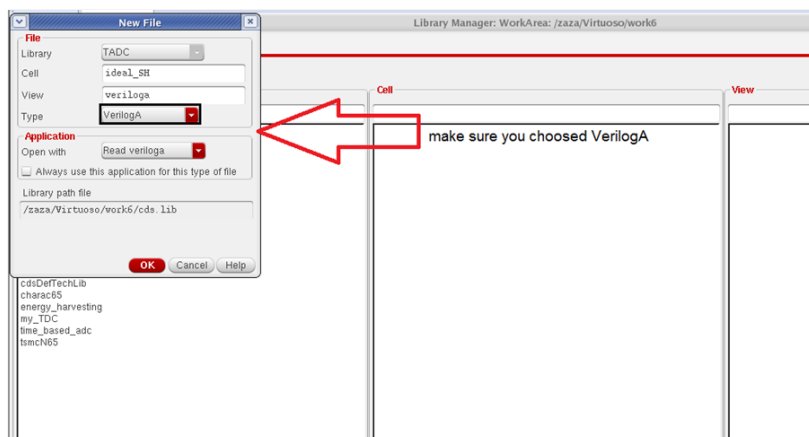 New File
Library Manager: WorkArea: /zaza/Virtuoso/work6
File
Library TADC
Cell ideal_SH
View veriloga
Type VerilogA
Application
Open with Read veriloga
Always use this application for this type of file
Library path file
/zaza/Virtuoso/work6/cds.lib
OK Cancel Help
Cell
View
make sure you choosed VerilogA
cdsDefTechLib
charac65
energy_harvesting
my_TDC
time_based_adc
tsmcN65